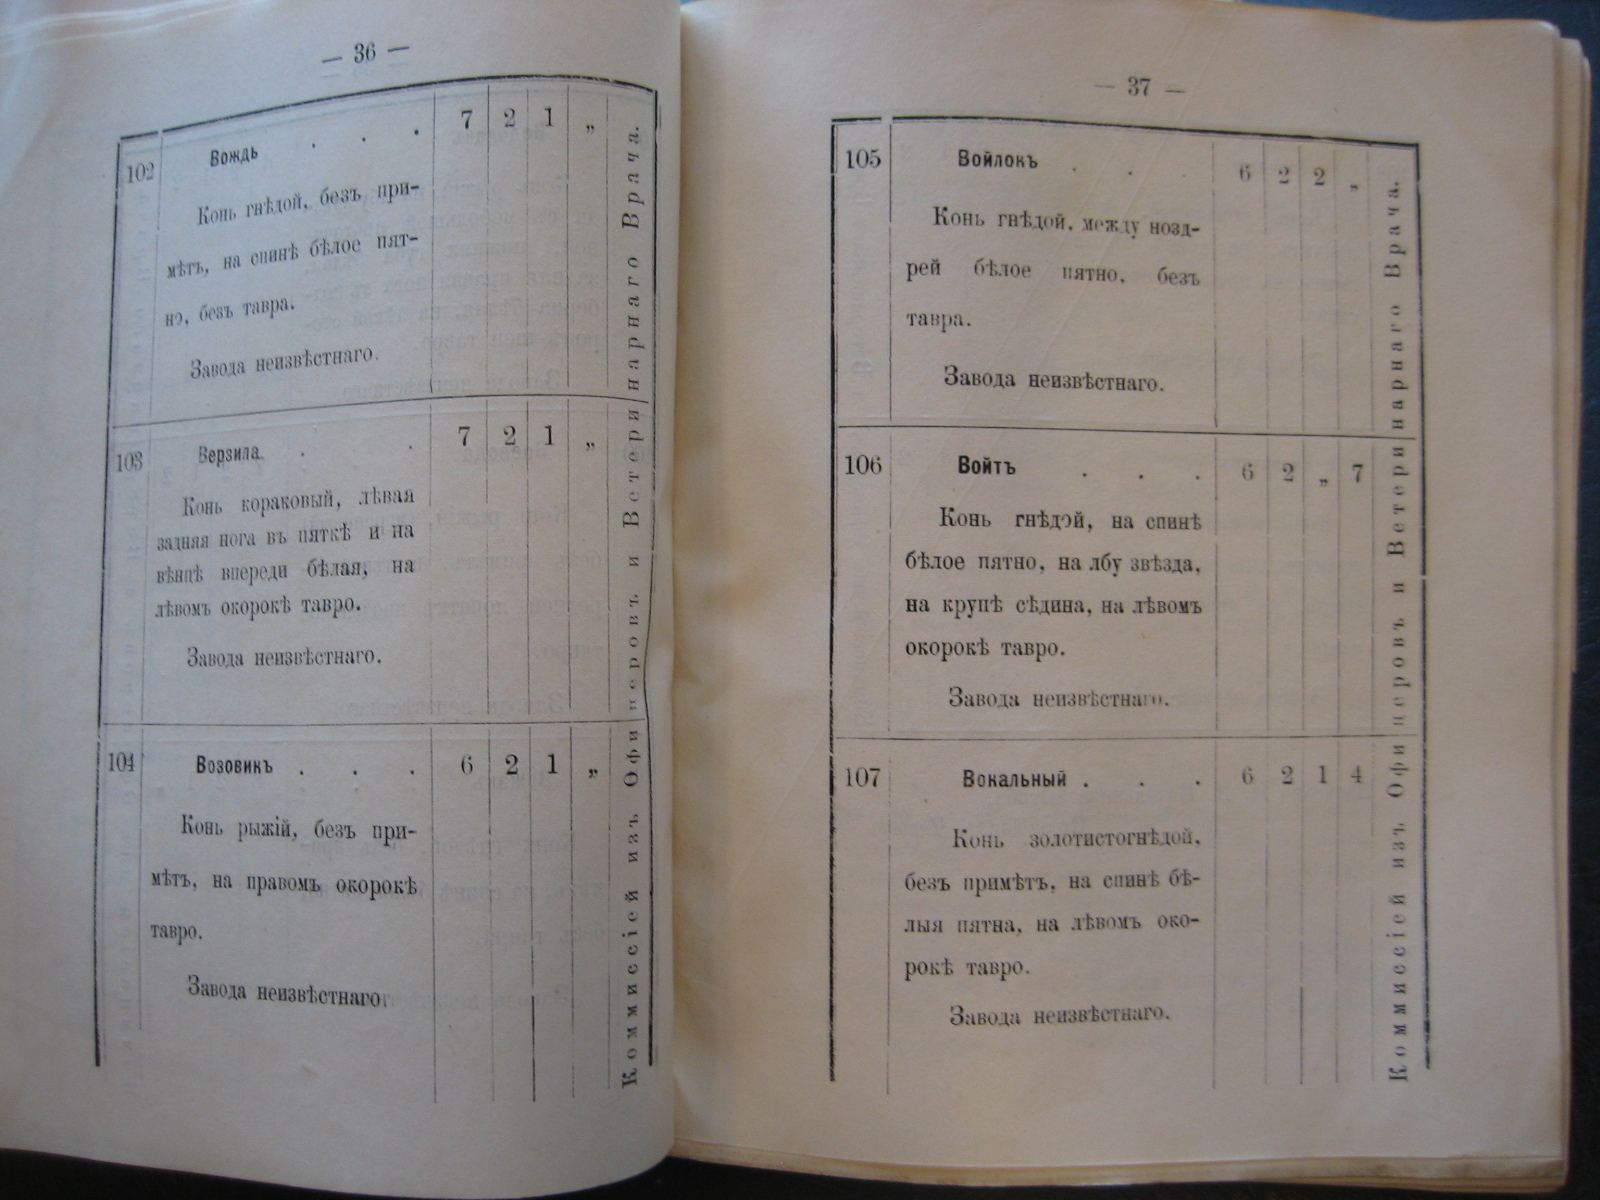 — 36 —
102 Вождь . . . 7 2 1 „
Конь гнѣдой, безъ при-
мѣтъ, на спинѣ бѣлое пят-
но, безъ тавра.
Завода неизвѣстнаго.
103 Верзила. . . 7 2 1 „
Конь кораковый, лѣвая
задняя нога въ пяткѣ и на
вѣнцѣ впереди бѣлая, на
лѣвомъ окорокѣ тавро.
Завода неизвѣстнаго.
104 Возовикъ . . . 6 2 1 „
Конь рыжій, безъ при-
мѣтъ, на правомъ окорокѣ
тавро.
Завода неизвѣстнаго.
Коммиссіей изъ Офицеровъ и Ветеринарнаго Врача.
— 37 —
105 Войлокъ . . . 6 2 2 „
Конь гнѣдой, между нозд-
рей бѣлое пятно, безъ
тавра.
Завода неизвѣстнаго.
106 Войтъ . . . 6 2 „ 7
Конь гнѣдой, на спинѣ
бѣлое пятно, на лбу звѣзда,
на крупѣ сѣдина, на лѣвомъ
окорокѣ тавро.
Завода неизвѣстнаго.
107 Вокальный . . . 6 2 1 4
Конь золотистогнѣдой,
безъ примѣтъ, на спинѣ бѣ-
лыя пятна, на лѣвомъ око-
рокѣ тавро.
Завода неизвѣстнаго.
Коммиссіей изъ Офицеровъ и Ветеринарнаго Врача.